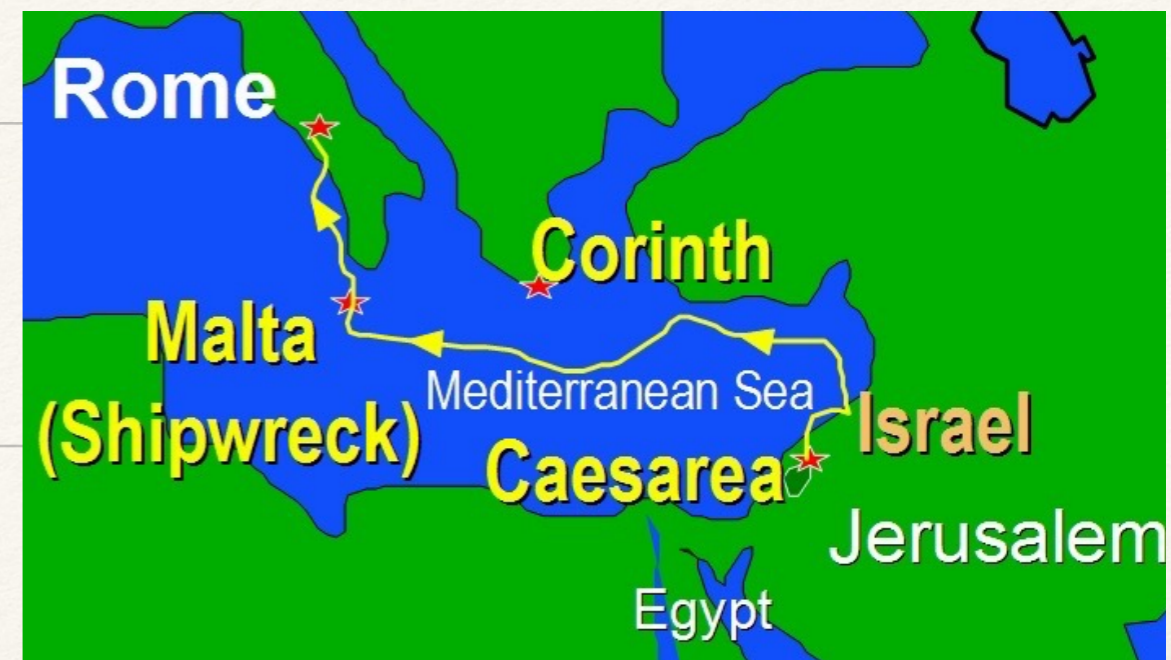 Rome
Corinth
Malta
(Shipwreck)
Mediterranean Sea
Israel
Caesarea
Jerusalem
Egypt